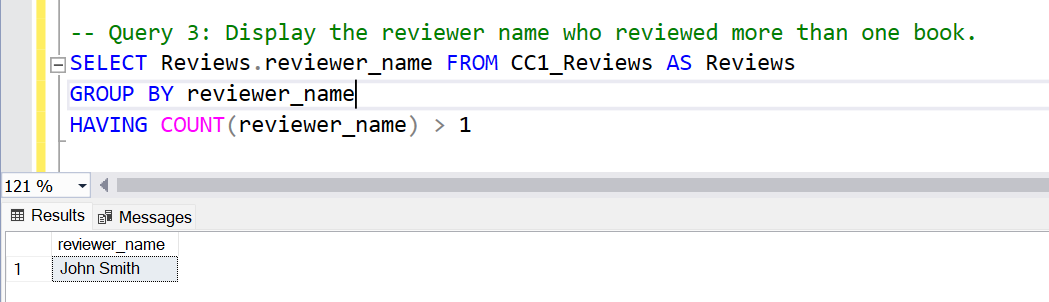 -- Query 3: Display the reviewer name who reviewed more than one book.
SELECT Reviews.reviewer_name FROM CC1_Reviews AS Reviews
GROUP BY reviewer_name
HAVING COUNT(reviewer_name) > 1
121 %
Results Messages
reviewer_name
1 John Smith